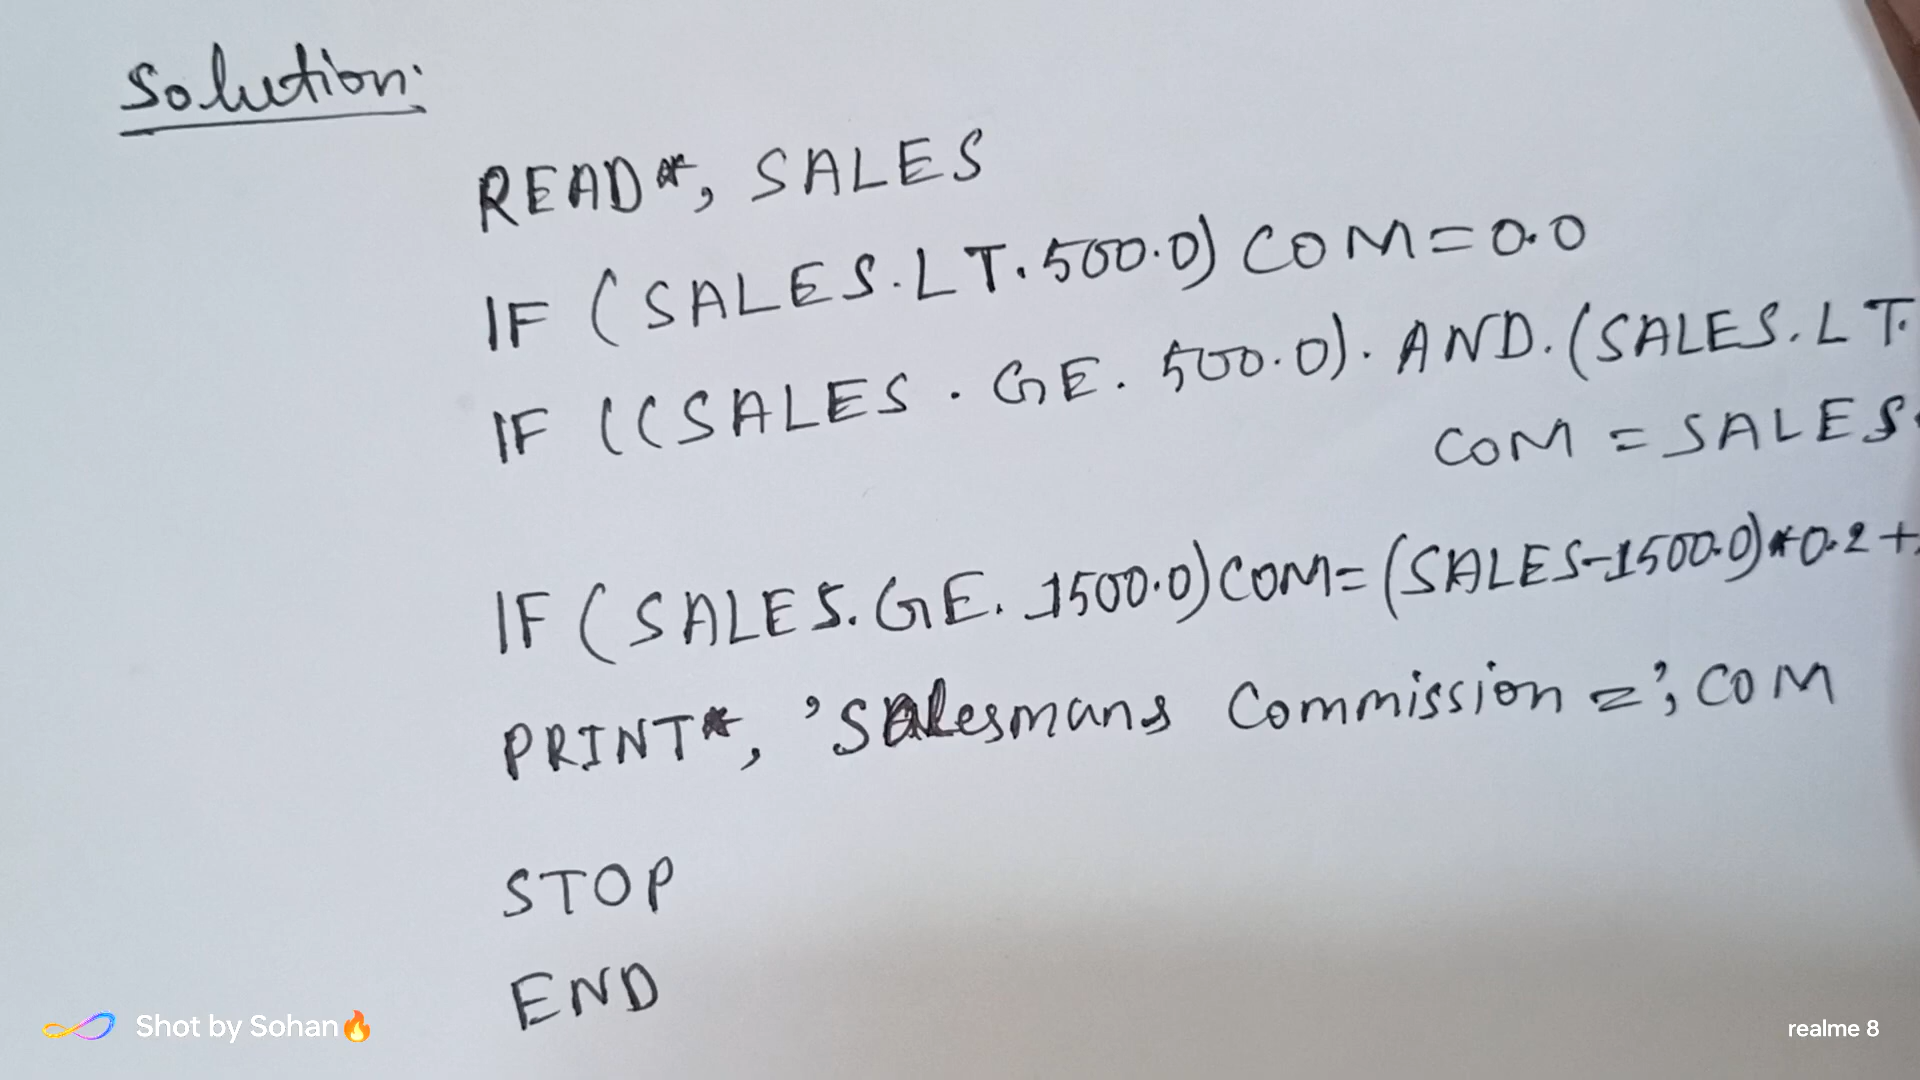 Solution:
READ*, SALES
IF (SALES.LT.500.0) COM=0.0
IF ((SALES.GE.500.0).AND.(SALES.LT.
COM = SALES
IF (SALES.GE.1500.0) COM=(SALES-1500.0)*0.2+
PRINT*, 'Salesmans Commission =', COM
STOP
END
Shot by Sohan🔥
realme 8